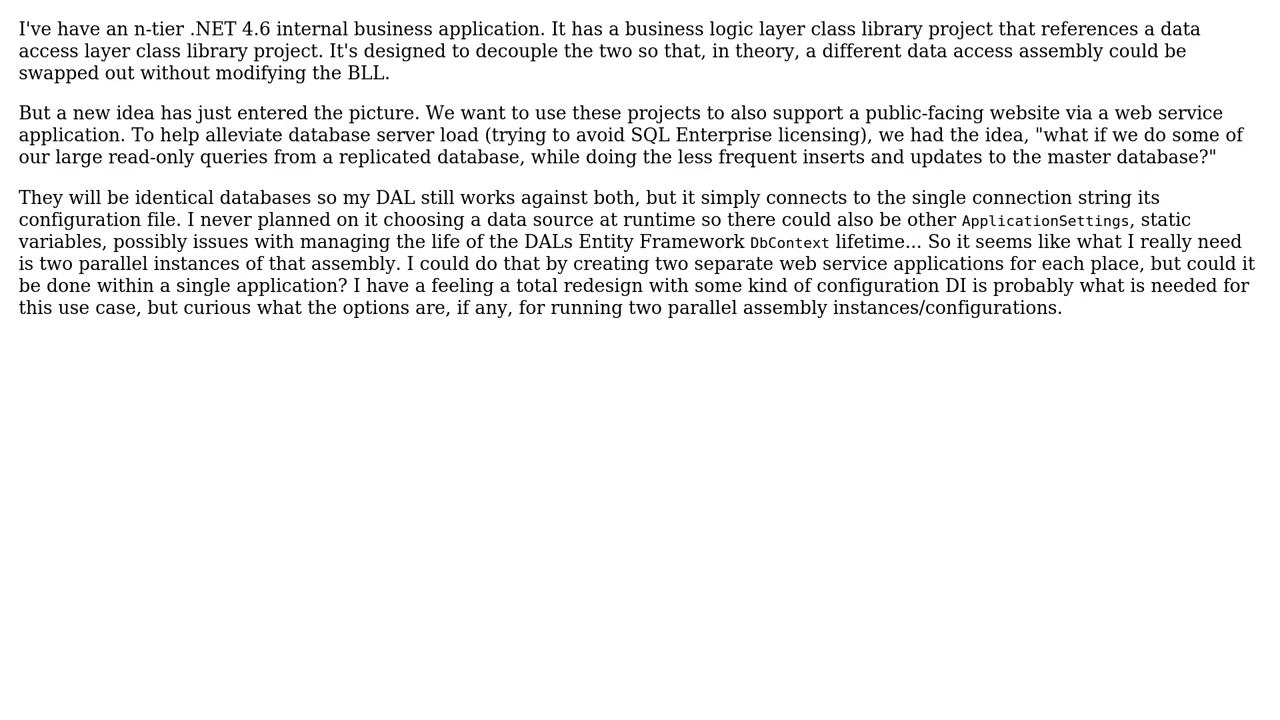 I've have an n-tier .NET 4.6 internal business application. It has a business logic layer class library project that references a data
access layer class library project. It's designed to decouple the two so that, in theory, a different data access assembly could be
swapped out without modifying the BLL.
But a new idea has just entered the picture. We want to use these projects to also support a public-facing website via a web service
application. To help alleviate database server load (trying to avoid SQL Enterprise licensing), we had the idea, "what if we do some of
our large read-only queries from a replicated database, while doing the less frequent inserts and updates to the master database?"
They will be identical databases so my DAL still works against both, but it simply connects to the single connection string its
configuration file. I never planned on it choosing a data source at runtime so there could also be other ApplicationSettings, static
variables, possibly issues with managing the life of the DALs Entity Framework DbContext lifetime... So it seems like what I really need
is two parallel instances of that assembly. I could do that by creating two separate web service applications for each place, but could it
be done within a single application? I have a feeling a total redesign with some kind of configuration DI is probably what is needed for
this use case, but curious what the options are, if any, for running two parallel assembly instances/configurations.